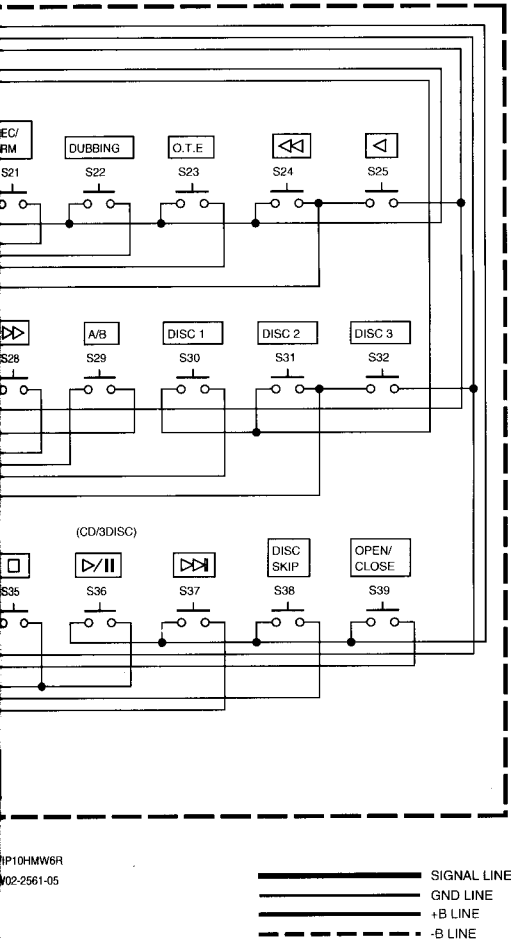 EC/
RM
DUBBING
O.T.E
S21
S22
S23
S24
S25
A/B
DISC 1
DISC 2
DISC 3
S28
S29
S30
S31
S32
(CD/3DISC)
DISC
SKIP
OPEN/
CLOSE
S35
S36
S37
S38
S39
IP10HMW6R
W02-2561-05
SIGNAL LINE
GND LINE
+B LINE
-B LINE